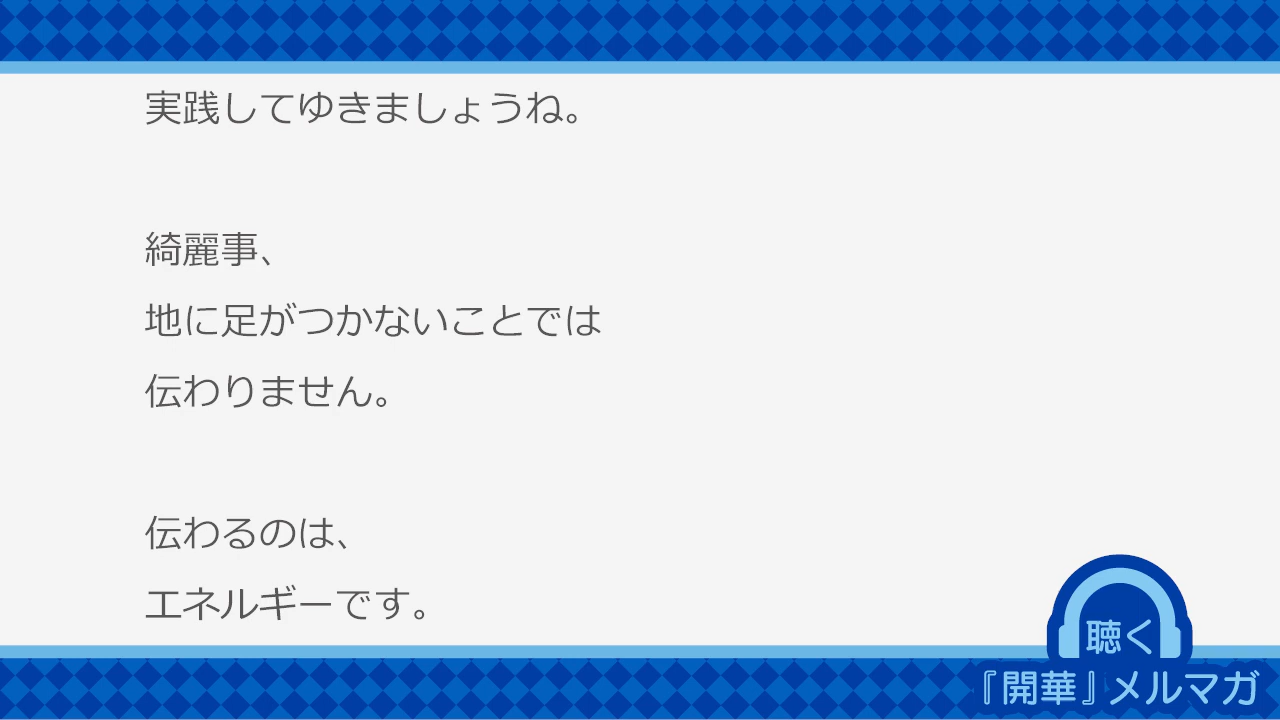 実践してゆきましょうね。
綺麗事、
地に足がつかないことでは
伝わりません。
伝わるのは、
エネルギーです。
聴く
『開華』メルマガ